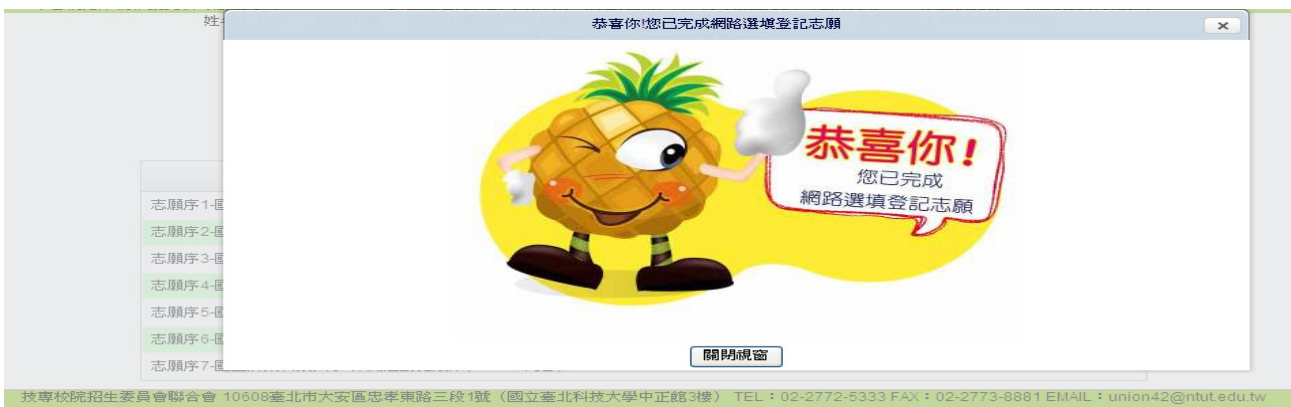 姓
恭喜你!您已完成網路選填登記志願
恭喜你!
您已完成
網路選填登記志願
志願序1-國
志願序2-國
志願序3-國
志願序4-國
志願序5-國
志願序6-國
志願序7-國
關閉視窗
技專校院招生委員會聯合會 10608臺北市大安區忠孝東路三段1號(國立臺北科技大學中正館3樓) TEL:02-2772-5333 FAX:02-2773-8881 EMAIL:union42@ntut.edu.tw